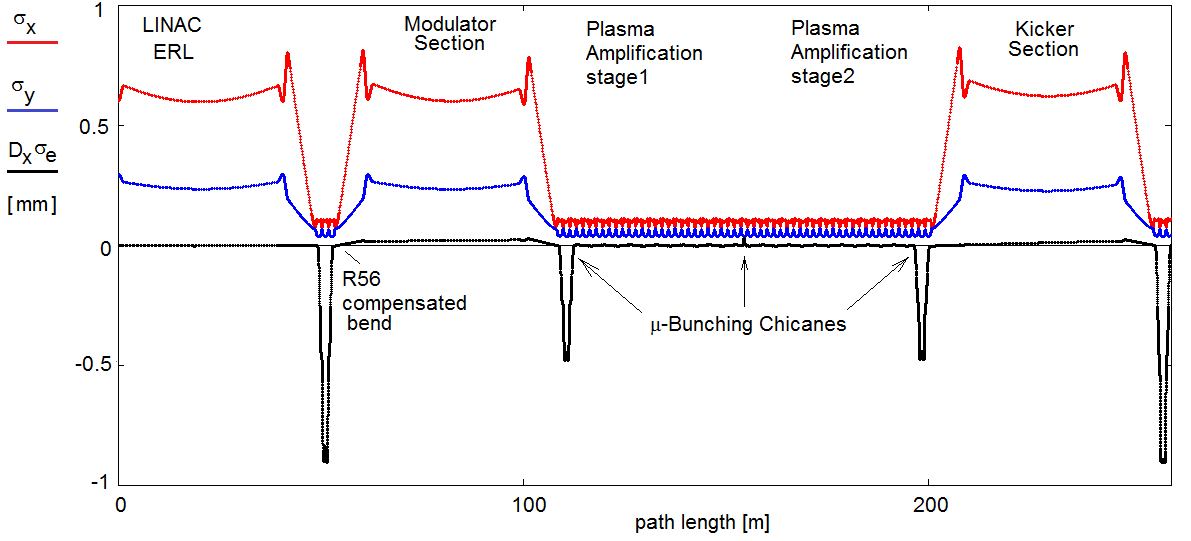 σx
σy
Dxσe
[mm]
1
0.5
0
-0.5
-1
LINAC
ERL
Modulator
Section
Plasma
Amplification
stage1
Plasma
Amplification
stage2
Kicker
Section
R56
compensated
bend
μ-Bunching Chicanes
0
100
200
path length [m]